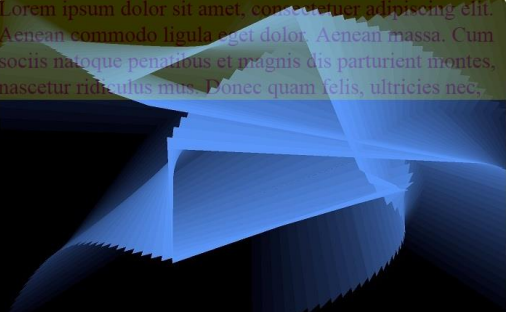 Lorem ipsum dolor sit amet, consectetuer adipiscing elit.
Aenean commodo ligula eget dolor. Aenean massa. Cum
sociis natoque penatibus et magnis dis parturient montes,
nascetur ridiculus mus. Donec quam felis, ultricies nec,